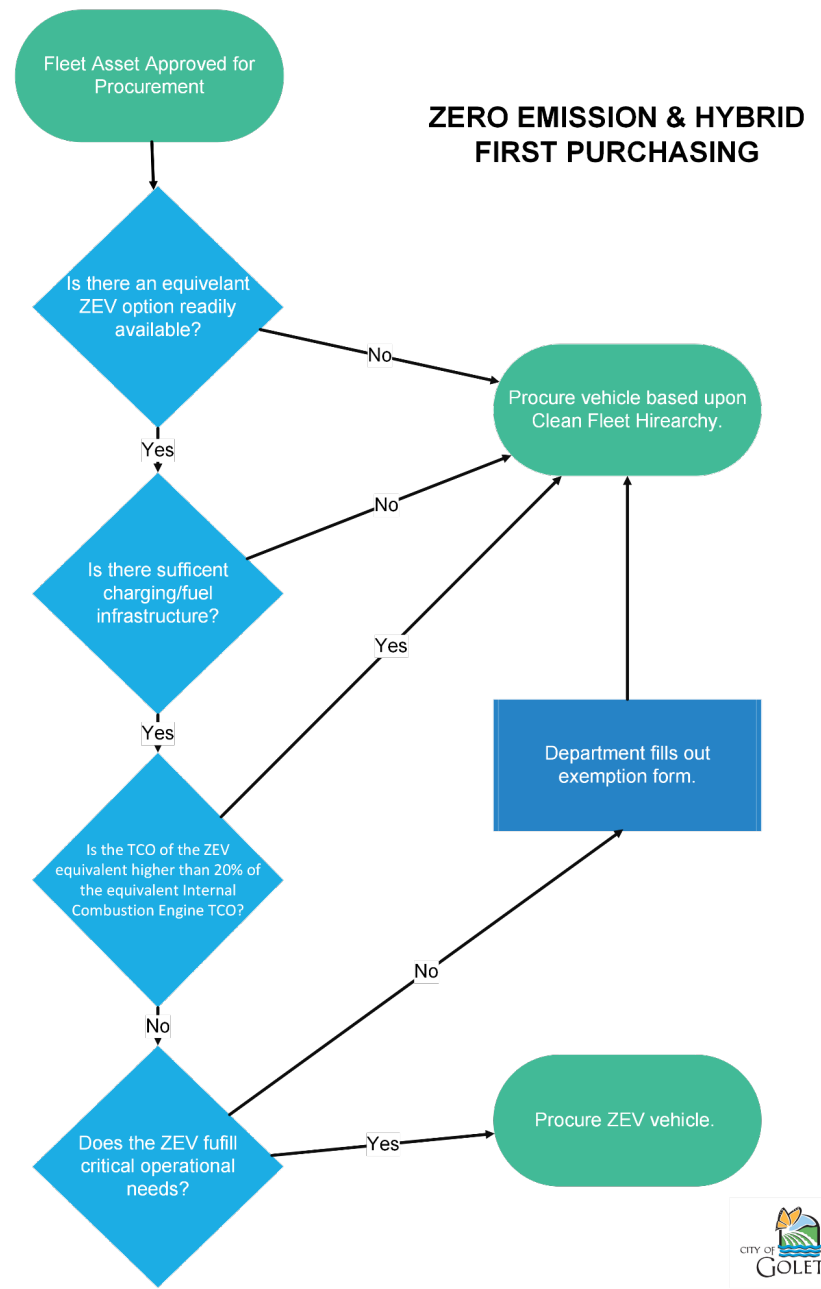 Fleet Asset Approved for
Procurement
ZERO EMISSION & HYBRID
FIRST PURCHASING
Is there an equivelant
ZEV option readily
available?
No
Procure vehicle based upon
Clean Fleet Hirearchy.
Yes
No
Is there sufficent
charging/fuel
infrastructure?
Yes
Yes
Department fills out
exemption form.
Is the TCO of the ZEV
equivalent higher than 20% of
the equivalent Internal
Combustion Engine TCO?
No
No
Does the ZEV fufill
critical operational
needs?
Yes
Procure ZEV vehicle.
CITY OF
GOLET